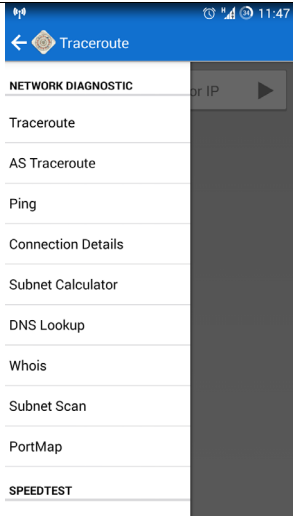 34 11:47
Traceroute
NETWORK DIAGNOSTIC
or IP
Traceroute
AS Traceroute
Ping
Connection Details
Subnet Calculator
DNS Lookup
Whois
Subnet Scan
PortMap
SPEEDTEST